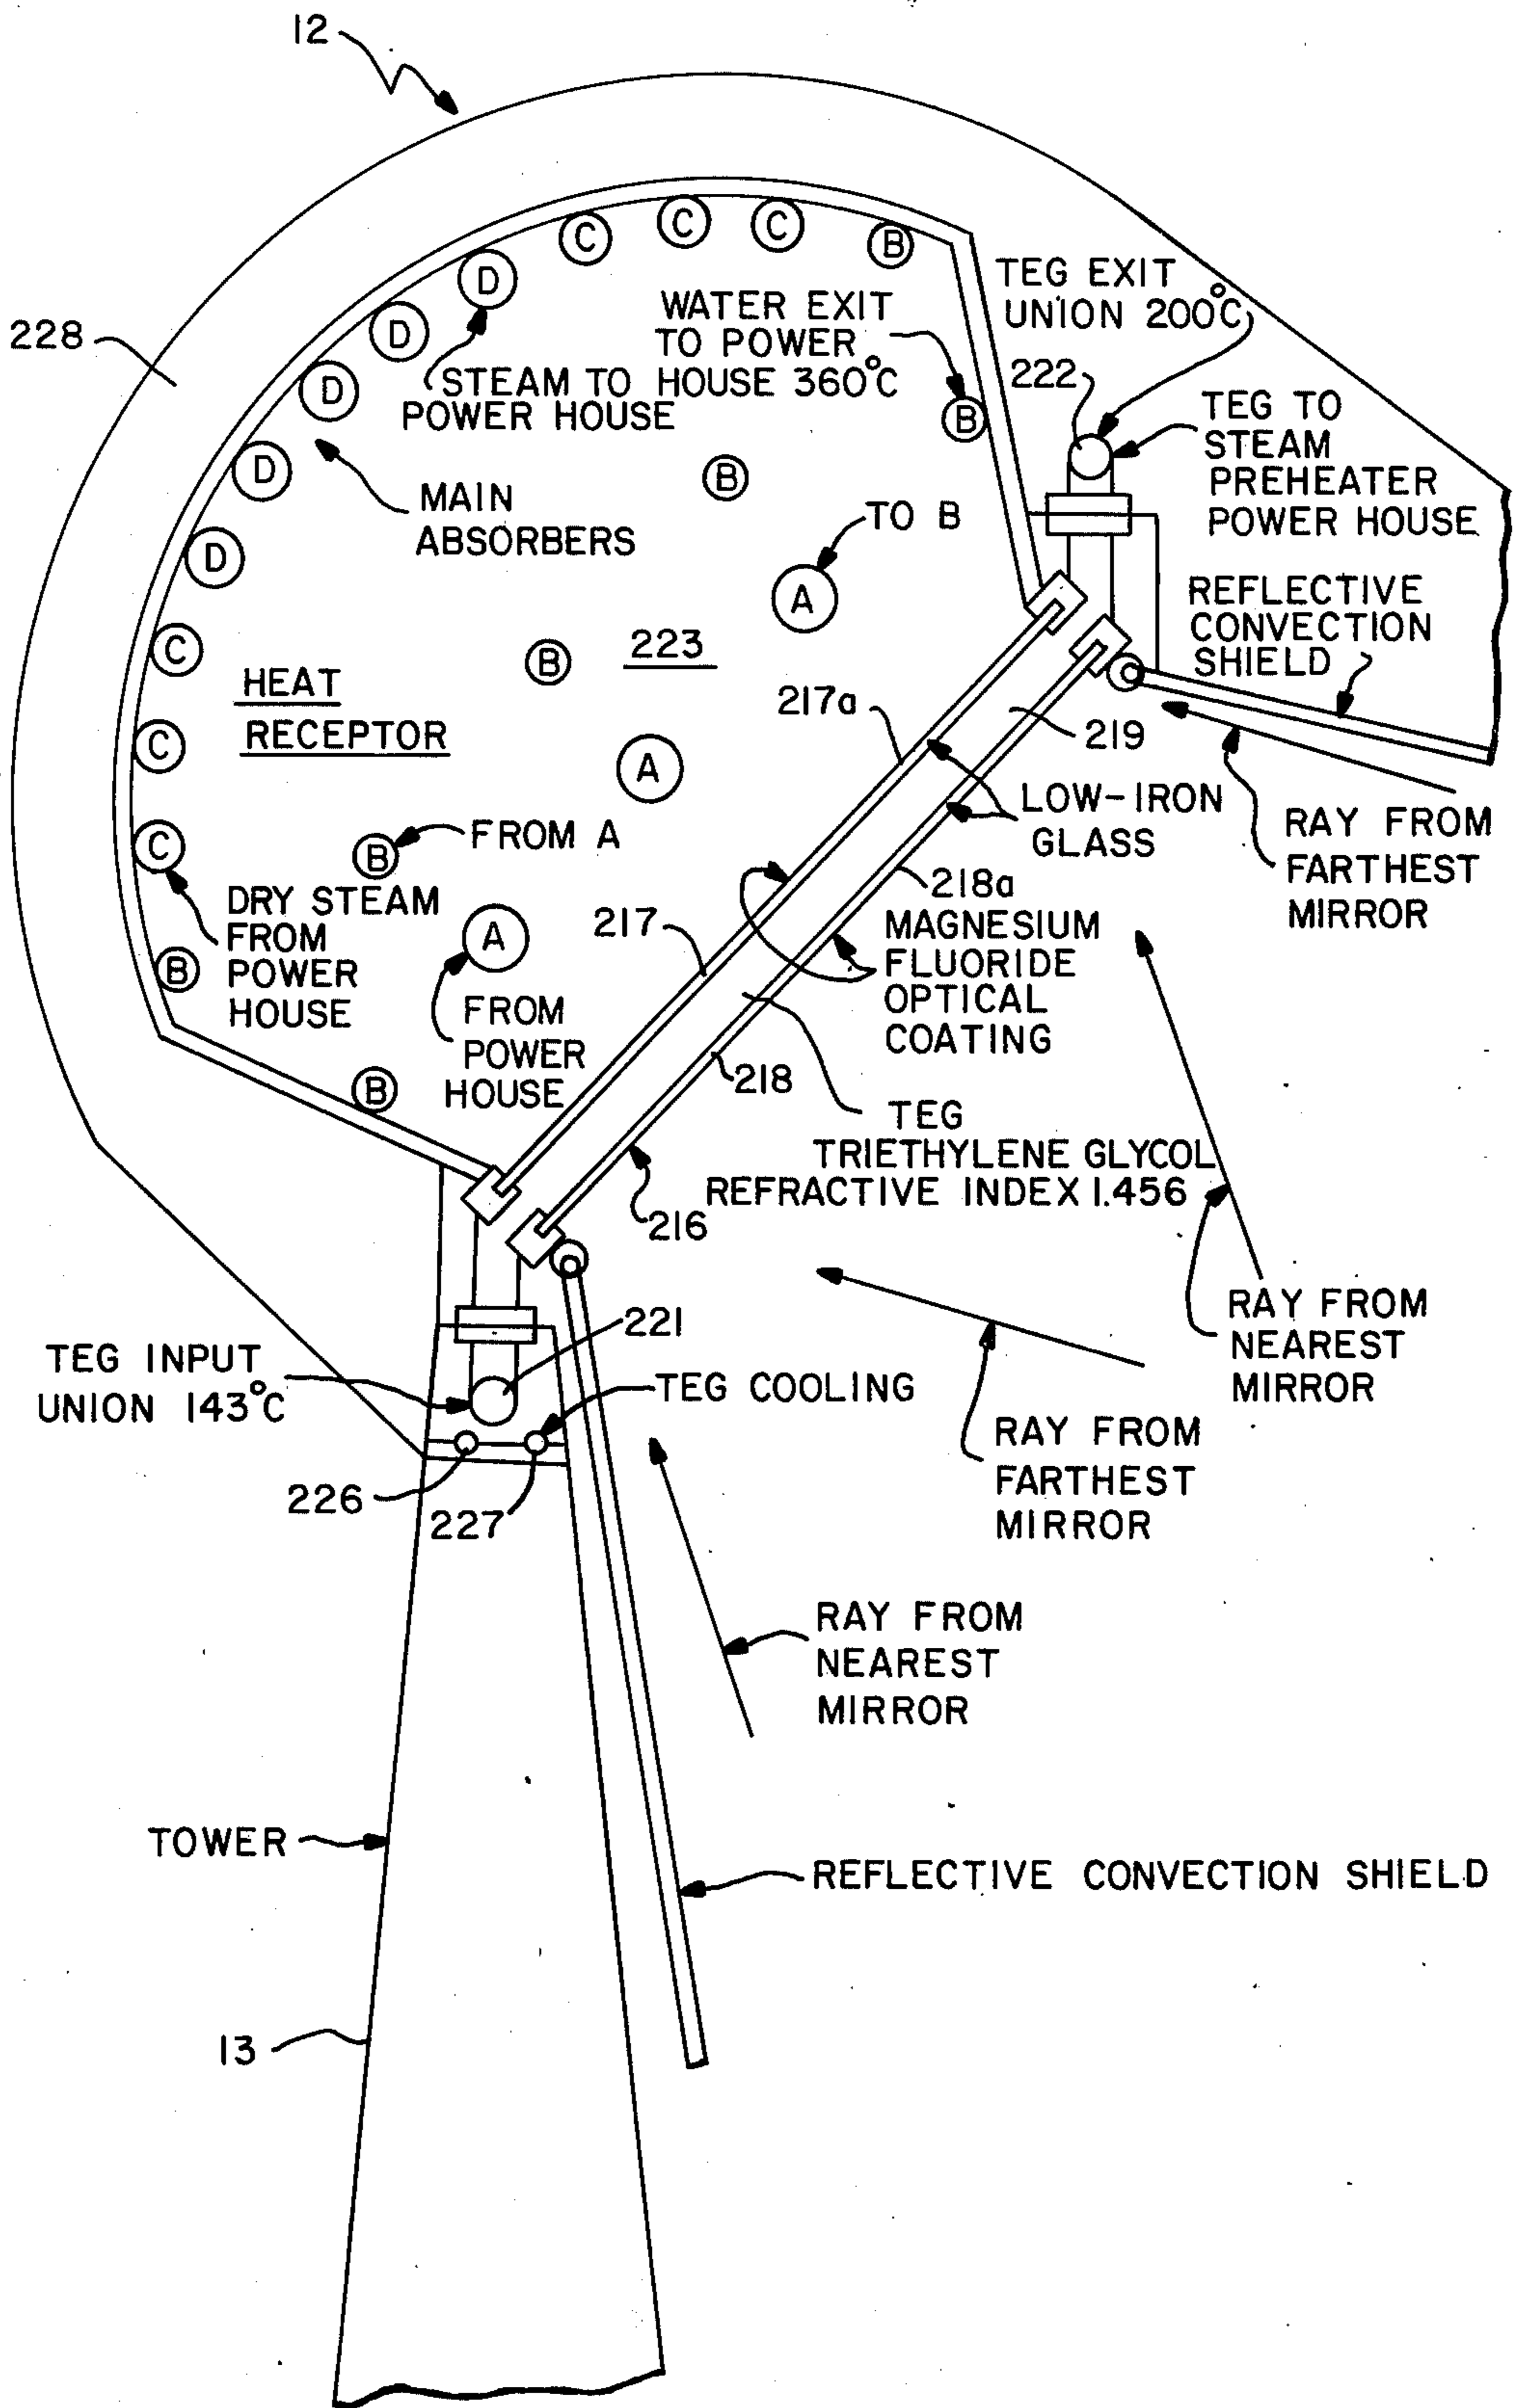 12
228
C
C
C
B
D
D
D
D
D
C
C
C
B
B
B
B
B
B
A
A
A
TEG EXIT
UNION 200°C
WATER EXIT
TO POWER
HOUSE 360°C
STEAM TO
POWER HOUSE
222
TEG TO
STEAM
PREHEATER
POWER HOUSE
MAIN
ABSORBERS
TO B
REFLECTIVE
CONVECTION
SHIELD
223
HEAT
RECEPTOR
217a
219
LOW-IRON
GLASS
RAY FROM
FARTHEST
MIRROR
FROM A
218a
DRY STEAM
FROM
POWER
HOUSE
217
MAGNESIUM
FLUORIDE
OPTICAL
COATING
FROM
POWER
HOUSE
218
TEG
TRIETHYLENE GLYCOL
REFRACTIVE INDEX 1.456
216
221
RAY FROM
NEAREST
MIRROR
TEG INPUT
UNION 143°C
TEG COOLING
RAY FROM
FARTHEST
MIRROR
226
227
RAY FROM
NEAREST
MIRROR
TOWER
REFLECTIVE CONVECTION SHIELD
13